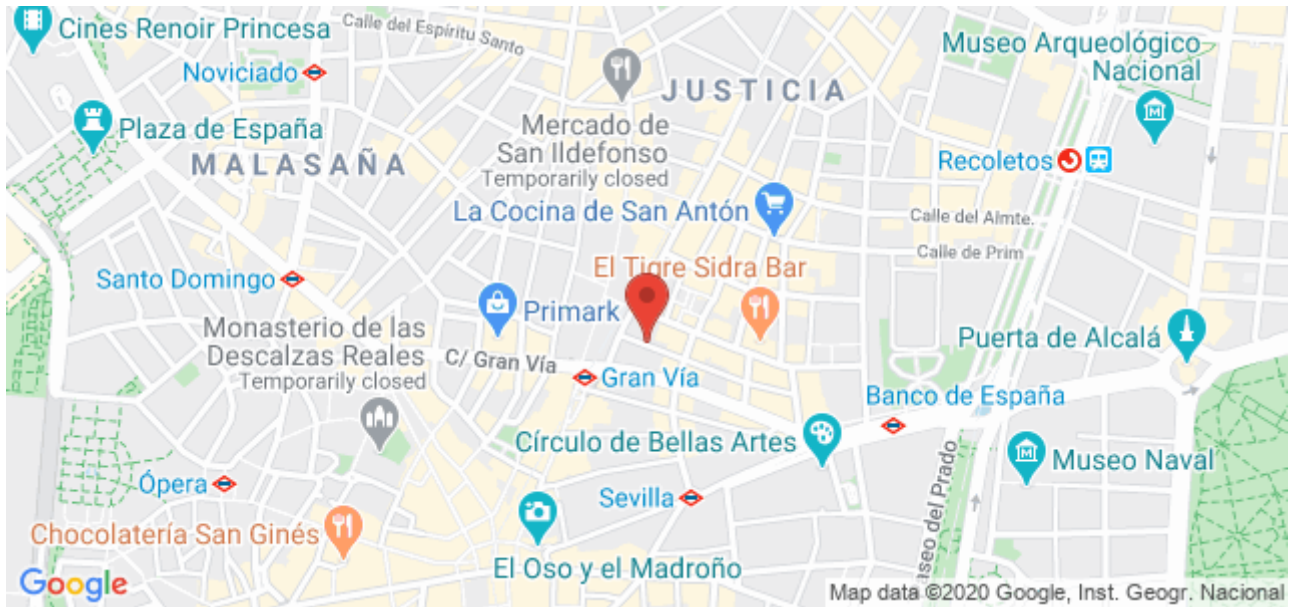 Cines Renoir Princesa
Calle del Espíritu Santo
Museo Arqueológico
Nacional
Noviciado
JUSTICIA
Plaza de España
Mercado de
San Ildefonso
Temporarily closed
MALASAÑA
Recoletos
La Cocina de San Antón
Calle del Almte.
Calle de Prim
El Tigre Sidra Bar
Santo Domingo
Primark
Monasterio de las
Descalzas Reales
Temporarily closed
C/ Gran Vía
Gran Vía
Puerta de Alcalá
Banco de España
Círculo de Bellas Artes
Museo Naval
Ópera
Sevilla
Chocolatería San Ginés
El Oso y el Madroño
seo del Prado
Google
Map data ©2020 Google, Inst. Geogr. Nacional